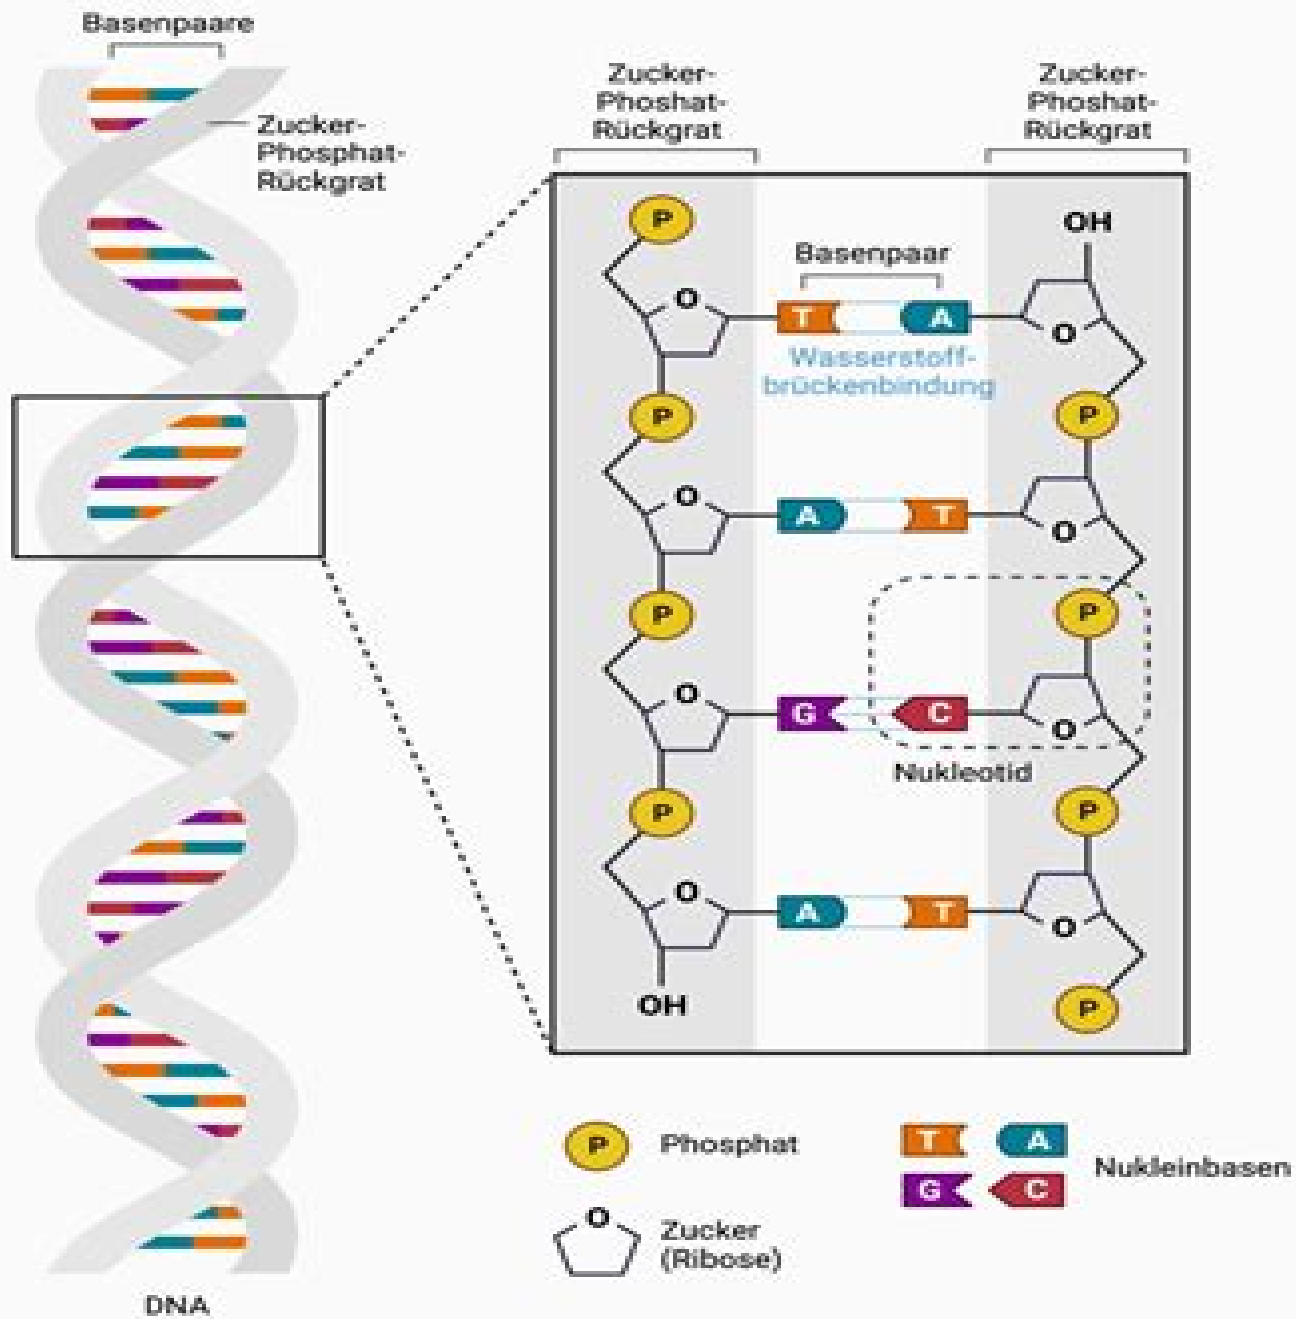 Basenpaare
Zucker-
Phosphat-
Rückgrat
Zucker-
Phoshat-
Rückgrat
Zucker-
Phoshat-
Rückgrat
P
OH
Basenpaar
O
T
A
O
Wasserstoff-
brückenbindung
P
P
O
A
T
O
P
P
O
G
C
O
Nukleotid
P
P
O
A
T
O
OH
P
P
Phosphat
T
A
Nukleinbasen
G
C
O
Zucker
(Ribose)
DNA